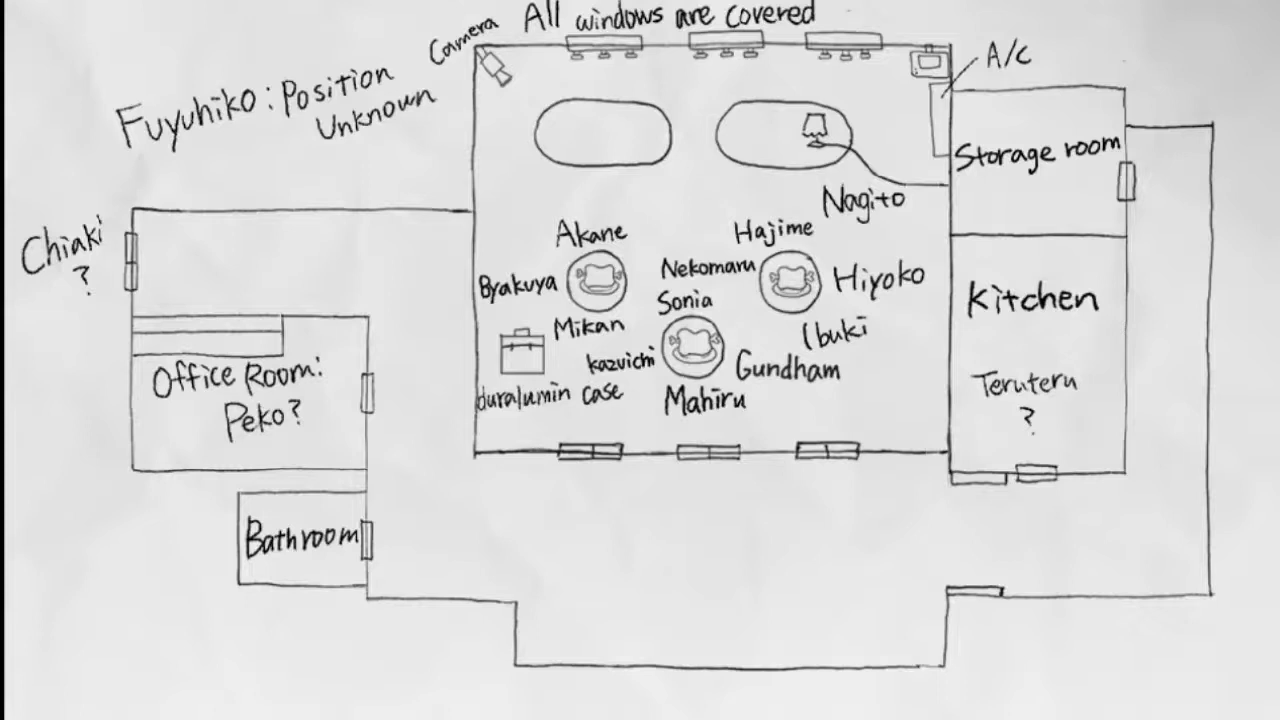 All windows are covered
Camera
A/C
Fuyuhiko: Position
Unknown
Storage room
Nagito
Chiaki
?
Akane
Hajime
Byakuya
Nekomaru
Hiyoko
Sonia
Kitchen
Mikan
Ibuki
kazuichi
Gundham
Office Room:
Peko?
duralumin case
Mahiru
Teruteru
?
Bathroom